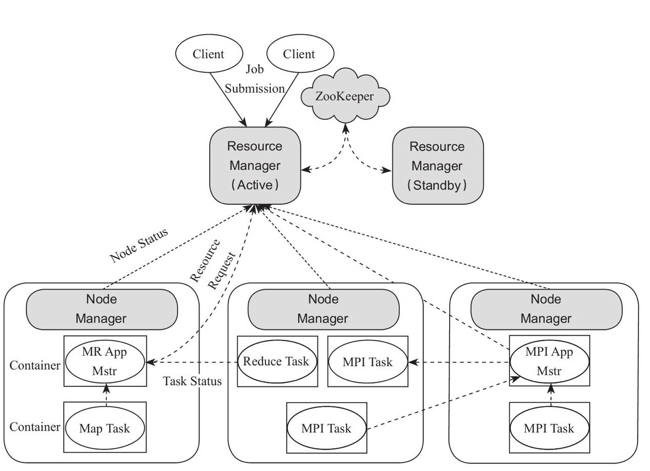 Client
Client
Job
Submission
ZooKeeper
Resource
Manager
(Active)
Resource
Manager
(Standby)
Node Status
Resource
Request
Node
Manager
Node
Manager
Node
Manager
Container
MR App
Mstr
Task Status
Reduce Task
MPI Task
MPI App
Mstr
Container
Map Task
MPI Task
MPI Task